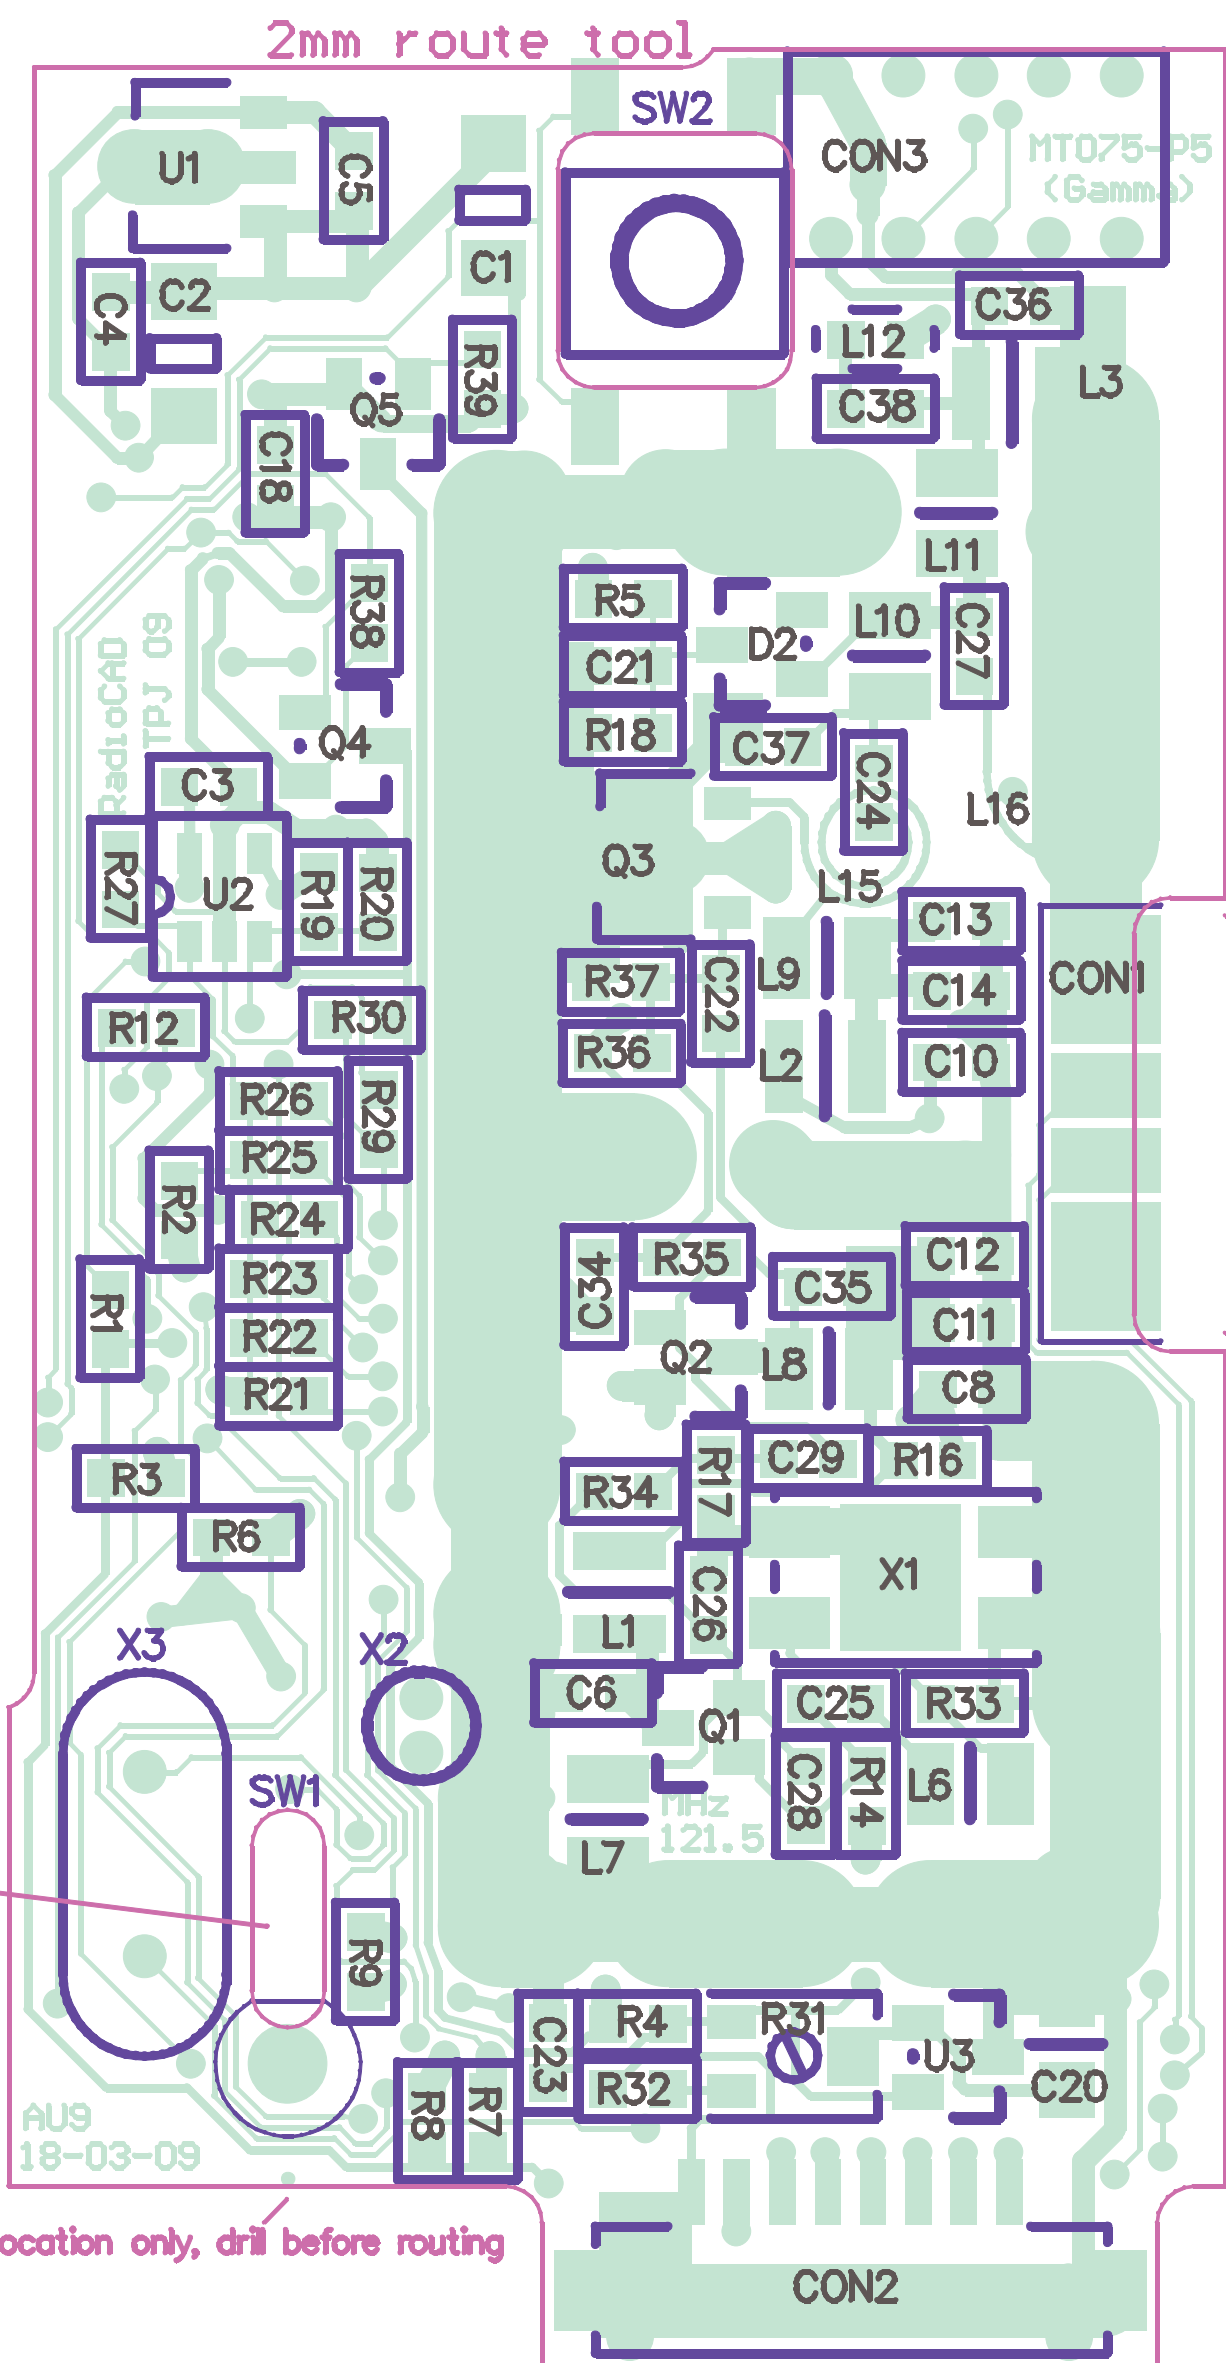 2mm route tool
SW2
CON3
MT075-P5
(Gamma)
U1
C5
C1
C2
C4
C36
L12
L3
R39
C38
Q5
C18
L11
R38
R5
L10
C27
D2
C21
RadioCAD
TPJ 09
R18
C37
Q4
C24
C3
L16
Q3
R27
U2
R19
R20
L15
C13
R37
C22
L9
CON1
C14
R12
R30
R36
L2
C10
R26
R29
R25
R2
R24
C34
R35
C12
R23
C35
R1
C11
R22
Q2
L8
R21
C8
R3
R34
R17
C29
R16
R6
X1
C26
L1
X3
X2
C6
Q1
C25
R33
SW1
C28
R14
L6
MHz
121.5
L7
R9
C23
R4
R31
U3
R32
C20
R8
R7
AU9
18-03-09
ocation only, drill before routing
CON2